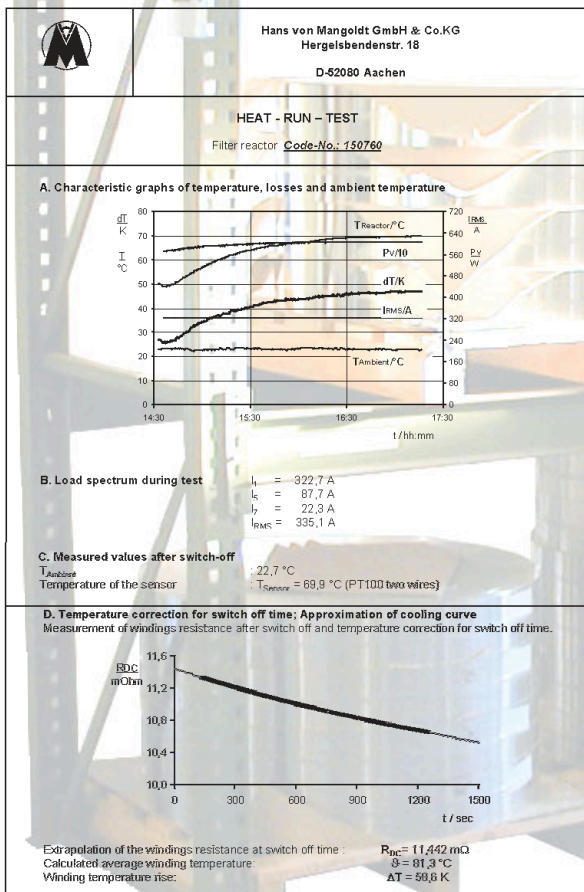 Hans von Mangoldt GmbH & Co.KG
Hergelsbendenstr. 18
D-52080 Aachen
HEAT - RUN – TEST
Filter reactor Code-No.: 150760
A. Characteristic graphs of temperature, losses and ambient temperature
dT
K
I
°C
80
70
60
50
40
30
20
10
0
14:30
15:30
16:30
17:30
t / hh:mm
720
640
560
480
400
320
240
160
80
0
IRMS
A
Pv
W
TReactor/°C
Pv/10
dT/K
IRMS/A
TAmbient/°C
B. Load spectrum during test
I1 = 322,7 A
I5 = 87,7 A
I7 = 22,3 A
IRMS = 335,1 A
C. Measured values after switch-off
TAmbient : 22,7 °C
Temperature of the sensor : TSensor = 69,9 °C (PT100 two wires)
D. Temperature correction for switch off time; Approximation of cooling curve
Measurement of windings resistance after switch off and temperature correction for switch off time.
RDC
mOhm
11,6
11,2
10,8
10,4
10,0
0
300
600
900
1200
1500
t / sec
Extrapolation of the windings resistance at switch off time : RDC= 11,442 mΩ
Calculated average winding temperature: ϑ = 81,3 °C
Winding temperature rise: ΔT = 58,6 K